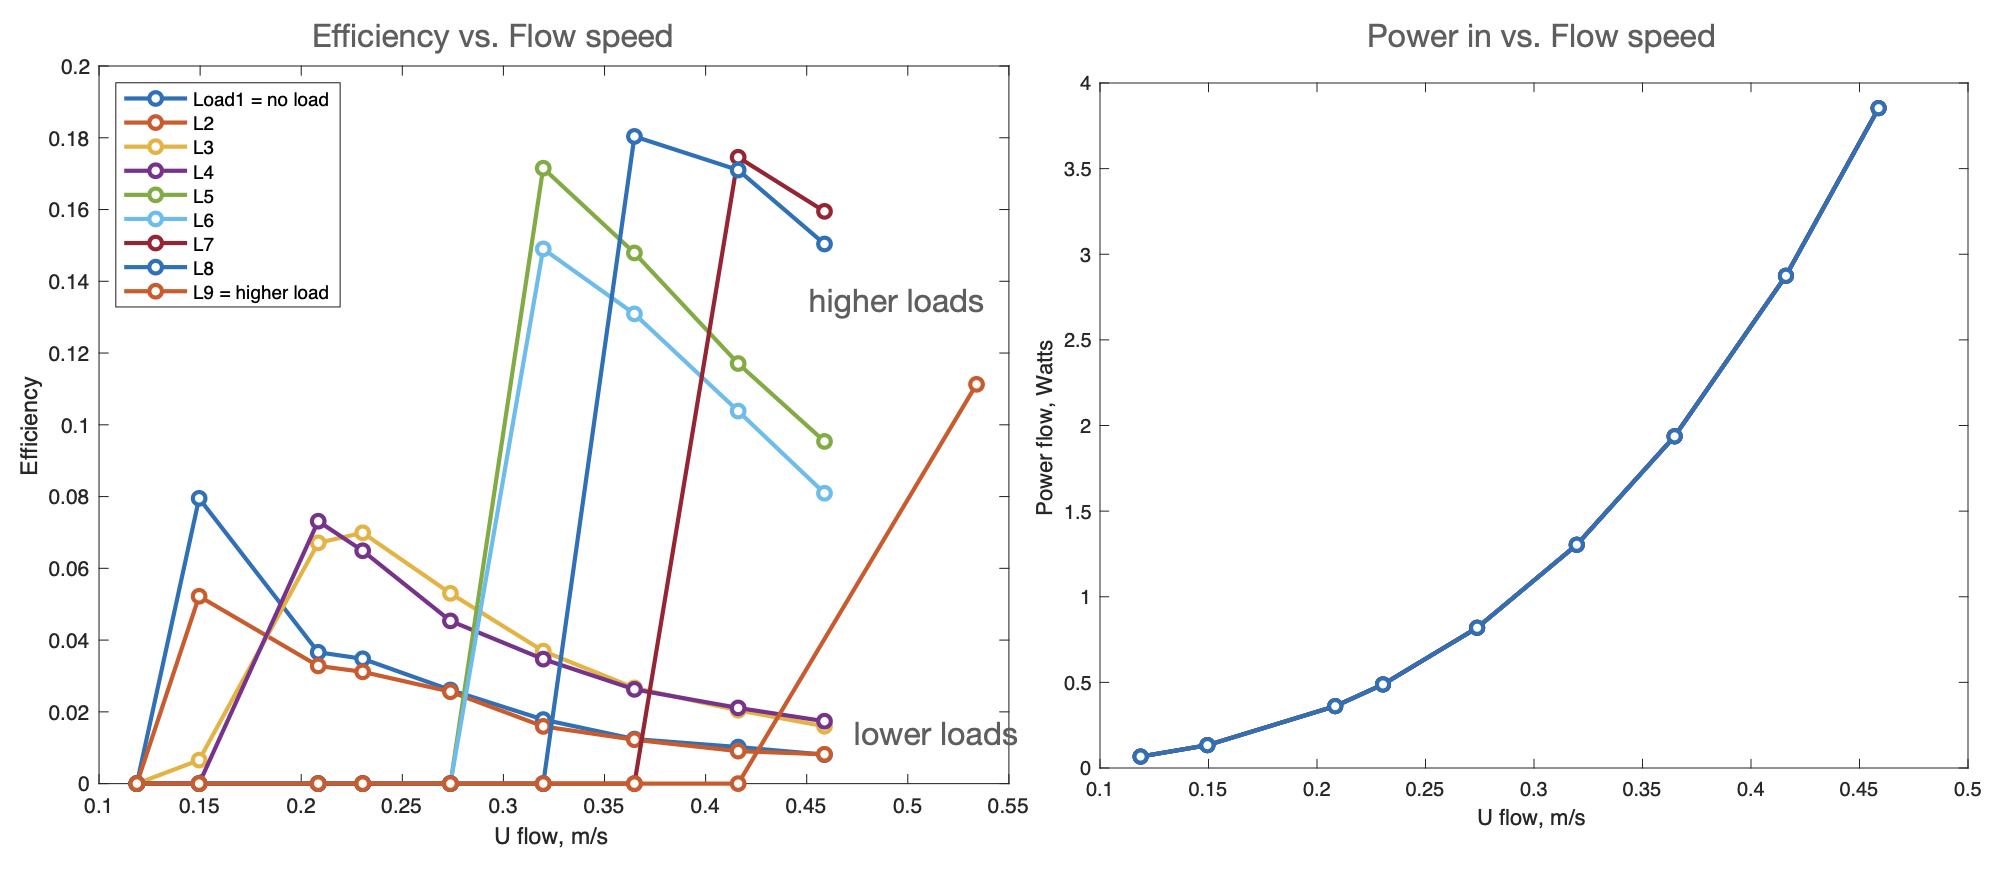 Efficiency vs. Flow speed
0.2
0.18
0.16
0.14
0.12
0.1
0.08
0.06
0.04
0.02
0
Efficiency
Load1 = no load
L2
L3
L4
L5
L6
L7
L8
L9 = higher load
higher loads
lower loads
0.1 0.15 0.2 0.25 0.3 0.35 0.4 0.45 0.5 0.55
U flow, m/s
Power in vs. Flow speed
4
3.5
3
2.5
2
1.5
1
0.5
0
Power flow, Watts
0.1 0.15 0.2 0.25 0.3 0.35 0.4 0.45 0.5
U flow, m/s